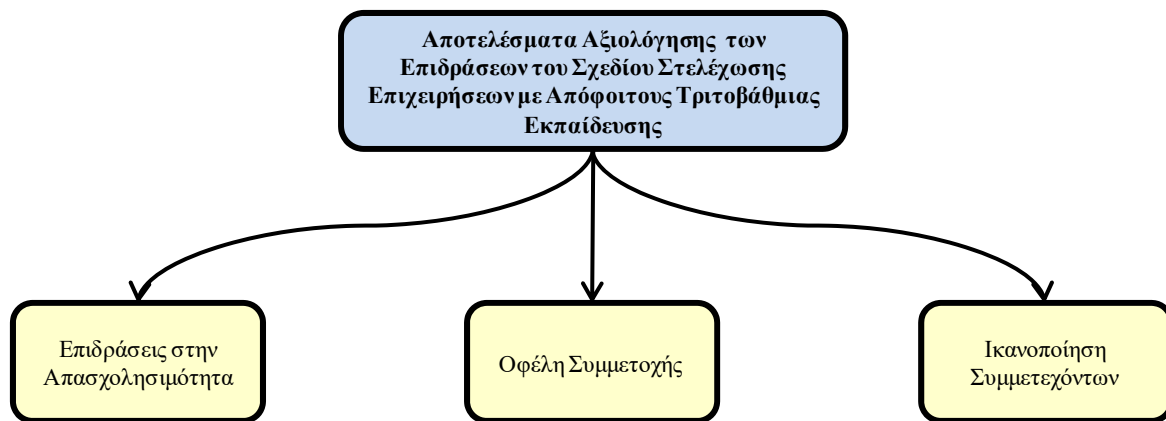 Αποτελέσματα Αξιολόγησης των
Επιδράσεων του Σχεδίου Στελέχωσης
Επιχειρήσεων με Απόφοιτους Τριτοβάθμιας
Εκπαίδευσης
Επιδράσεις στην
Απασχολησιμότητα
Οφέλη Συμμετοχής
Ικανοποίηση
Συμμετεχόντων